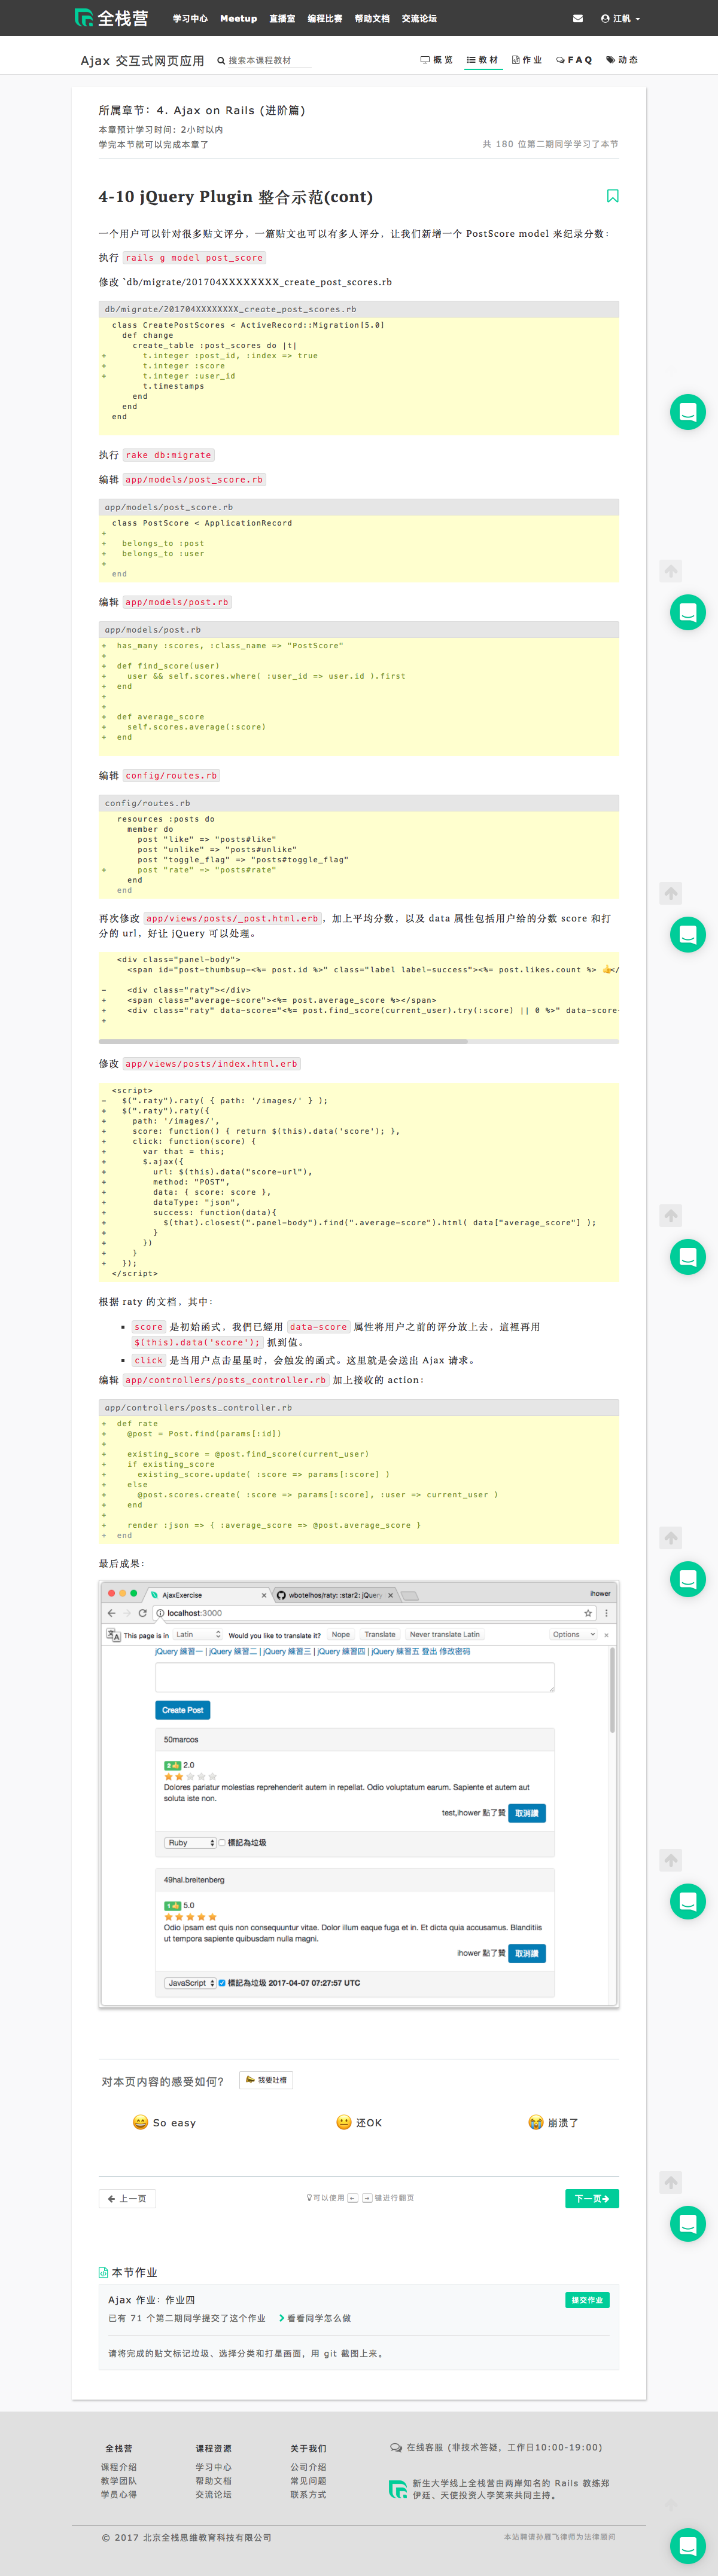 全栈营 学习中心 Meetup 直播室 编程比赛 帮助文档 交流论坛 江帆
Ajax 交互式网页应用 搜索本课程教材 概览 教材 作业 FAQ 动态
所属章节：4. Ajax on Rails (进阶篇)
本章预计学习时间：2小时以内
学完本节就可以完成本章了 共 180 位第二期同学学习了本节
4-10 jQuery Plugin 整合示范(cont)
一个用户可以针对很多贴文评分，一篇贴文也可以有多人评分，让我们新增一个 PostScore model 来纪录分数：
执行 rails g model post_score
修改 `db/migrate/201704XXXXXXXX_create_post_scores.rb
db/migrate/201704XXXXXXXX_create_post_scores.rb
  class CreatePostScores < ActiveRecord::Migration[5.0]
    def change
      create_table :post_scores do |t|
+       t.integer :post_id, :index => true
+       t.integer :score
+       t.integer :user_id
        t.timestamps
      end
    end
  end
执行 rake db:migrate
编辑 app/models/post_score.rb
app/models/post_score.rb
  class PostScore < ApplicationRecord
+
+   belongs_to :post
+   belongs_to :user
+
  end
编辑 app/models/post.rb
app/models/post.rb
+  has_many :scores, :class_name => "PostScore"
+
+  def find_score(user)
+    user && self.scores.where( :user_id => user.id ).first
+  end
+
+
+  def average_score
+    self.scores.average(:score)
+  end
编辑 config/routes.rb
config/routes.rb
   resources :posts do
     member do
       post "like" => "posts#like"
       post "unlike" => "posts#unlike"
       post "toggle_flag" => "posts#toggle_flag"
+      post "rate" => "posts#rate"
     end
   end
再次修改 app/views/posts/_post.html.erb，加上平均分数，以及 data 属性包括用户给的分数 score 和打
分的 url，好让 jQuery 可以处理。
   <div class="panel-body">
     <span id="post-thumbsup-<%= post.id %>" class="label label-success"><%= post.likes.count %> 👍</
-    <div class="raty"></div>
+    <span class="average-score"><%= post.average_score %></span>
+    <div class="raty" data-score="<%= post.find_score(current_user).try(:score) || 0 %>" data-score-
+
修改 app/views/posts/index.html.erb
  <script>
-   $(".raty").raty( { path: '/images/' } );
+   $(".raty").raty({
+     path: '/images/',
+     score: function() { return $(this).data('score'); },
+     click: function(score) {
+       var that = this;
+       $.ajax({
+         url: $(this).data("score-url"),
+         method: "POST",
+         data: { score: score },
+         dataType: "json",
+         success: function(data){
+           $(that).closest(".panel-body").find(".average-score").html( data["average_score"] );
+         }
+       })
+     }
+   });
  </script>
根据 raty 的文档，其中：
score 是初始函式，我们已經用 data-score 属性将用户之前的评分放上去，這裡再用
$(this).data('score'); 抓到值。
click 是当用户点击星星时，会触发的函式。这里就是会送出 Ajax 请求。
编辑 app/controllers/posts_controller.rb 加上接收的 action：
app/controllers/posts_controller.rb
+  def rate
+    @post = Post.find(params[:id])
+
+    existing_score = @post.find_score(current_user)
+    if existing_score
+      existing_score.update( :score => params[:score] )
+    else
+      @post.scores.create( :score => params[:score], :user => current_user )
+    end
+
+    render :json => { :average_score => @post.average_score }
+  end
最后成果：
AjaxExercise × wbotelhos/raty: :star2: jQuery × ihower
localhost:3000
This page is in Latin Would you like to translate it? Nope Translate Never translate Latin Options ×
jQuery 練習一 | jQuery 練習二 | jQuery 練習三 | jQuery 練習四 | jQuery 練習五 登出 修改密码
Create Post
50marcos
2👍 2.0
Dolores pariatur molestias reprehenderit autem in repellat. Odio voluptatum earum. Sapiente et autem aut
soluta iste non.
test,ihower 點了贊 取消讚
Ruby 標記為垃圾
49hal.breitenberg
1👍 5.0
Odio ipsam est quis non consequuntur vitae. Dolor illum eaque fuga et in. Et dicta quia accusamus. Blanditiis
ut tempora sapiente quibusdam nulla magni.
ihower 點了贊 取消讚
JavaScript 標記為垃圾 2017-04-07 07:27:57 UTC
对本页内容的感受如何？ 我要吐槽
So easy 还OK 崩溃了
上一页 可以使用 ← → 键进行翻页 下一页
本节作业
Ajax 作业：作业四 提交作业
已有 71 个第二期同学提交了这个作业 看看同学怎么做
请将完成的贴文标记垃圾、选择分类和打星画面，用 git 截图上来。
全栈营 课程资源 关于我们 在线客服 (非技术答疑，工作日10:00-19:00)
课程介绍 学习中心 公司介绍
教学团队 帮助文档 常见问题 新生大学线上全栈营由两岸知名的 Rails 教练郑
学员心得 交流论坛 联系方式 伊廷、天使投资人李笑来共同主持。
© 2017 北京全栈思维教育科技有限公司 本站聘请孙雁飞律师为法律顾问